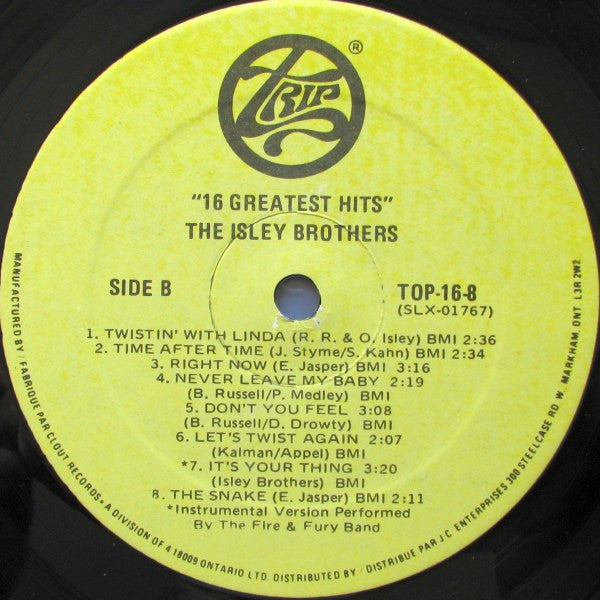 TRIP
®
"16 GREATEST HITS"
THE ISLEY BROTHERS
SIDE B
TOP-16-8
(SLX-01767)
1. TWISTIN' WITH LINDA (R. R. & O. Isley) BMI 2:36
2. TIME AFTER TIME (J. Styme/S. Kahn) BMI 2:34
3. RIGHT NOW (E. Jasper) BMI 3:16
4. NEVER LEAVE MY BABY 2:19
(B. Russell/P. Medley) BMI
5. DON'T YOU FEEL 3:08
(B. Russell/D. Drowty) BMI
6. LET'S TWIST AGAIN 2:07
(Kalman/Appel) BMI
*7. IT'S YOUR THING 3:20
(Isley Brothers) BMI
8. THE SNAKE (E. Jasper) BMI 2:11
*Instrumental Version Performed
By The Fire & Fury Band
MANUFACTURED BY / FABRIQUE PAR CLOUT RECORDS • A DIVISION OF 418009 ONTARIO LTD. DISTRIBUTED BY / DISTRIBUE PAR J.C. ENTERPRISES 300 STEELCASE RD W. MARKHAM, ONT L3R 2W2